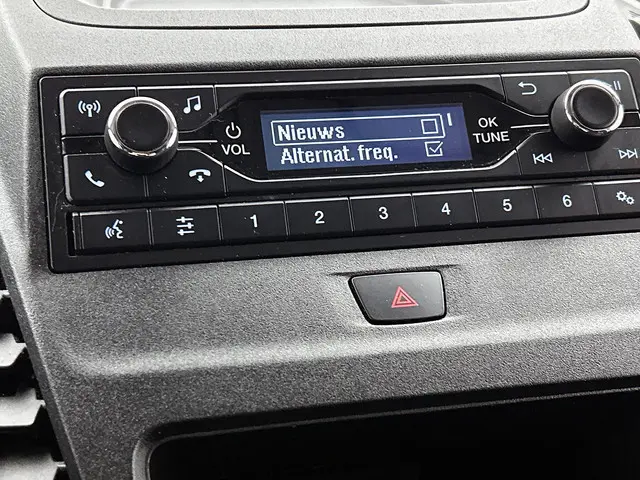 Nieuws
Alternat. freq.
VOL
OK
TUNE
1 2 3 4 5 6